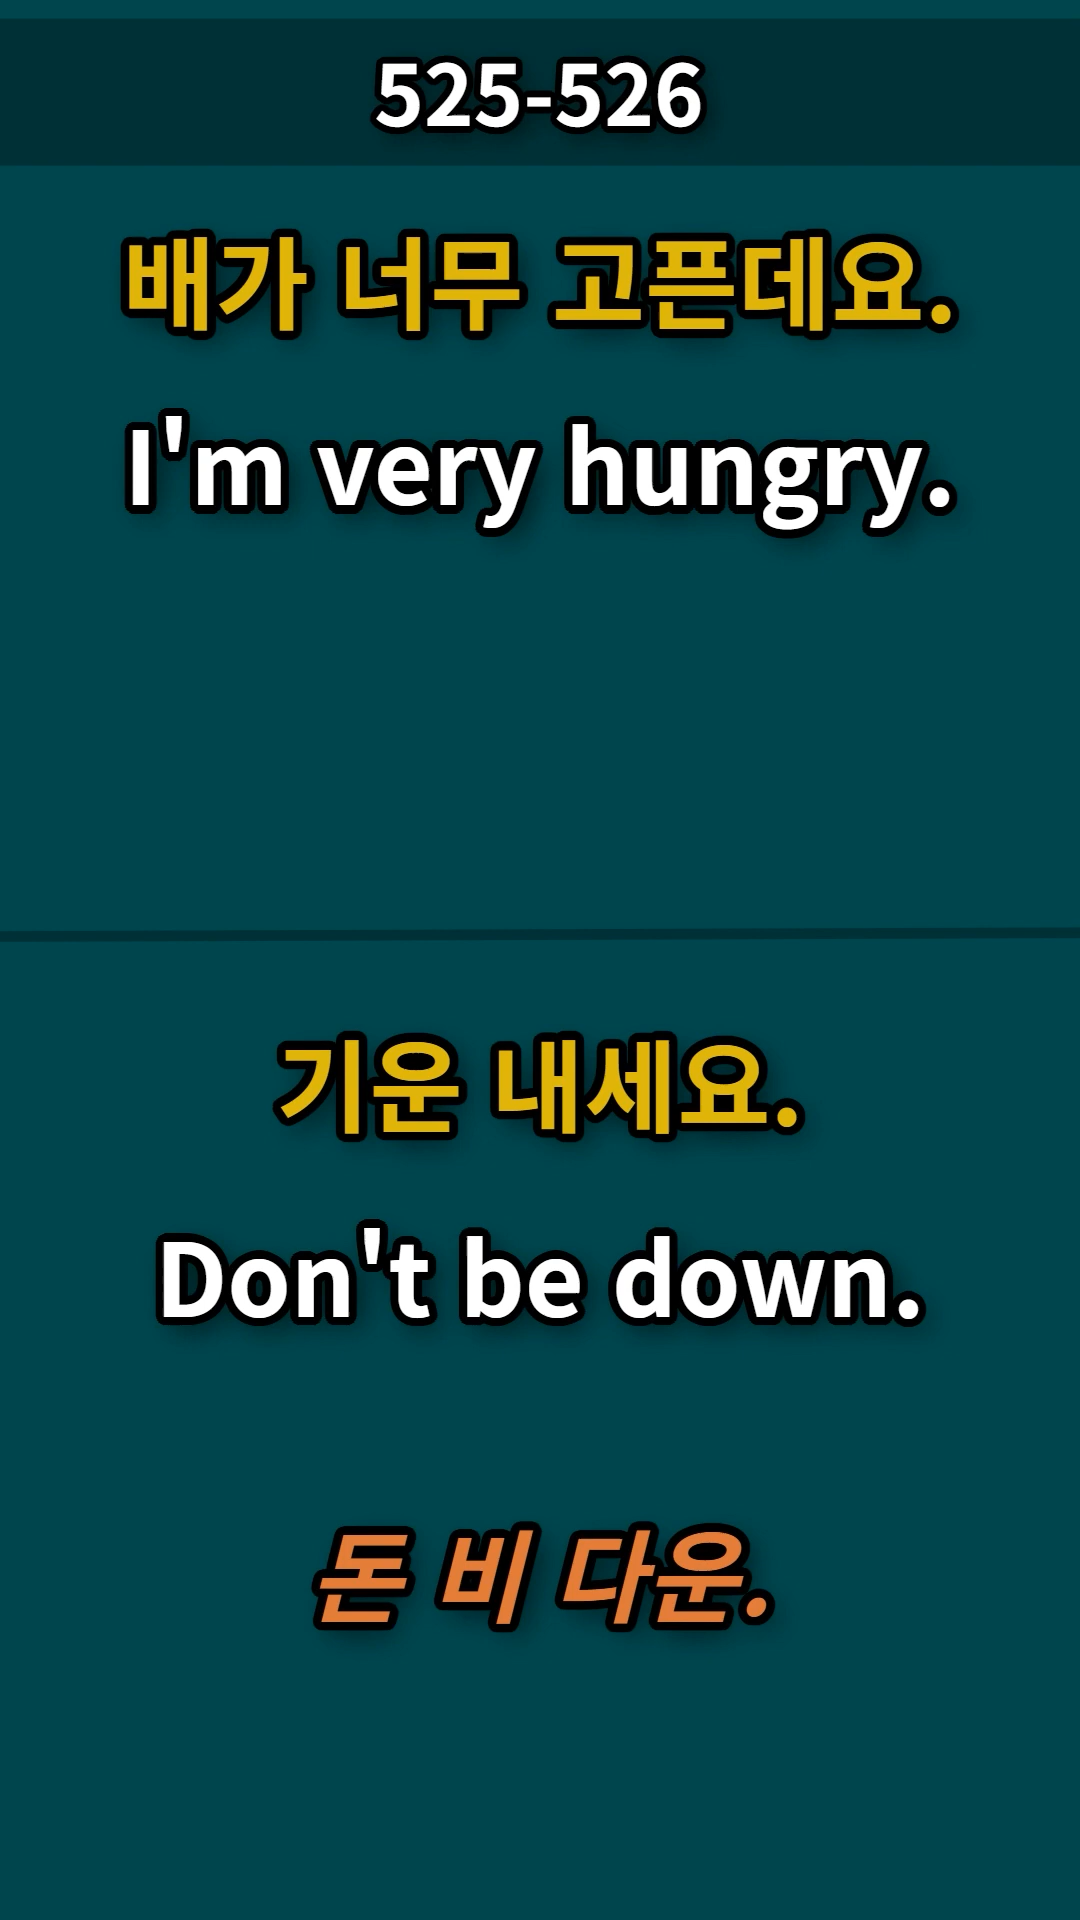 525-526
배가 너무 고픈데요.
I'm very hungry.
기운 내세요.
Don't be down.
돈 비 다운.